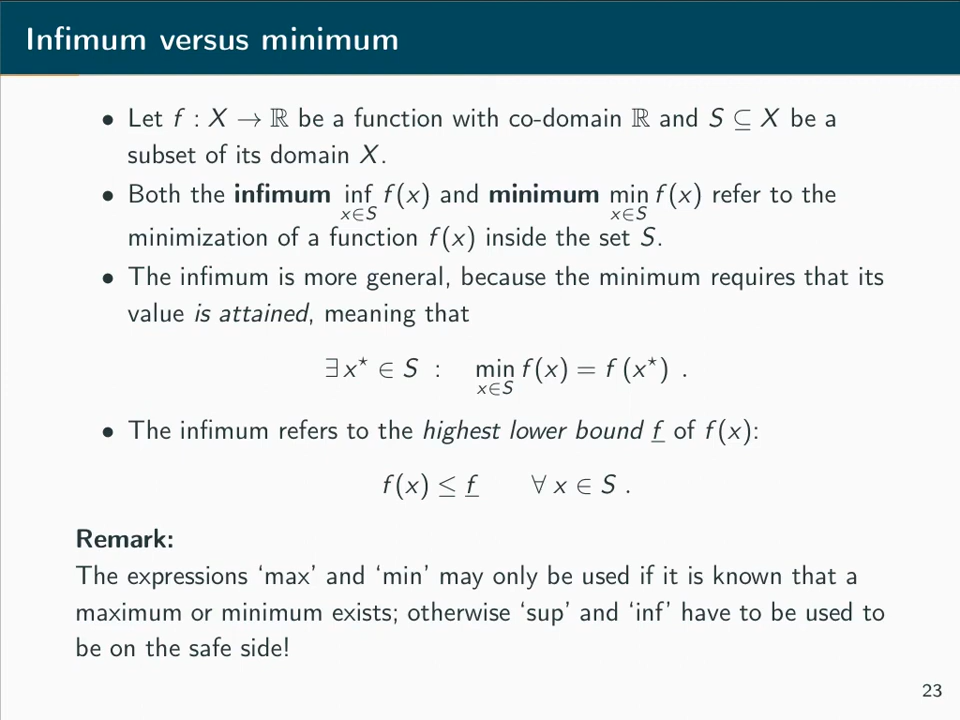 Infimum versus minimum
• Let f : X → ℝ be a function with co-domain ℝ and S ⊆ X be a
subset of its domain X.
• Both the infimum inf f(x) and minimum min f(x) refer to the
x∈S x∈S
minimization of a function f(x) inside the set S.
• The infimum is more general, because the minimum requires that its
value is attained, meaning that
∃ x⋆ ∈ S : min f(x) = f (x⋆) .
x∈S
• The infimum refers to the highest lower bound f̲ of f(x):
f(x) ≤ f̲ ∀ x ∈ S .
Remark:
The expressions ‘max’ and ‘min’ may only be used if it is known that a
maximum or minimum exists; otherwise ‘sup’ and ‘inf’ have to be used to
be on the safe side!
23